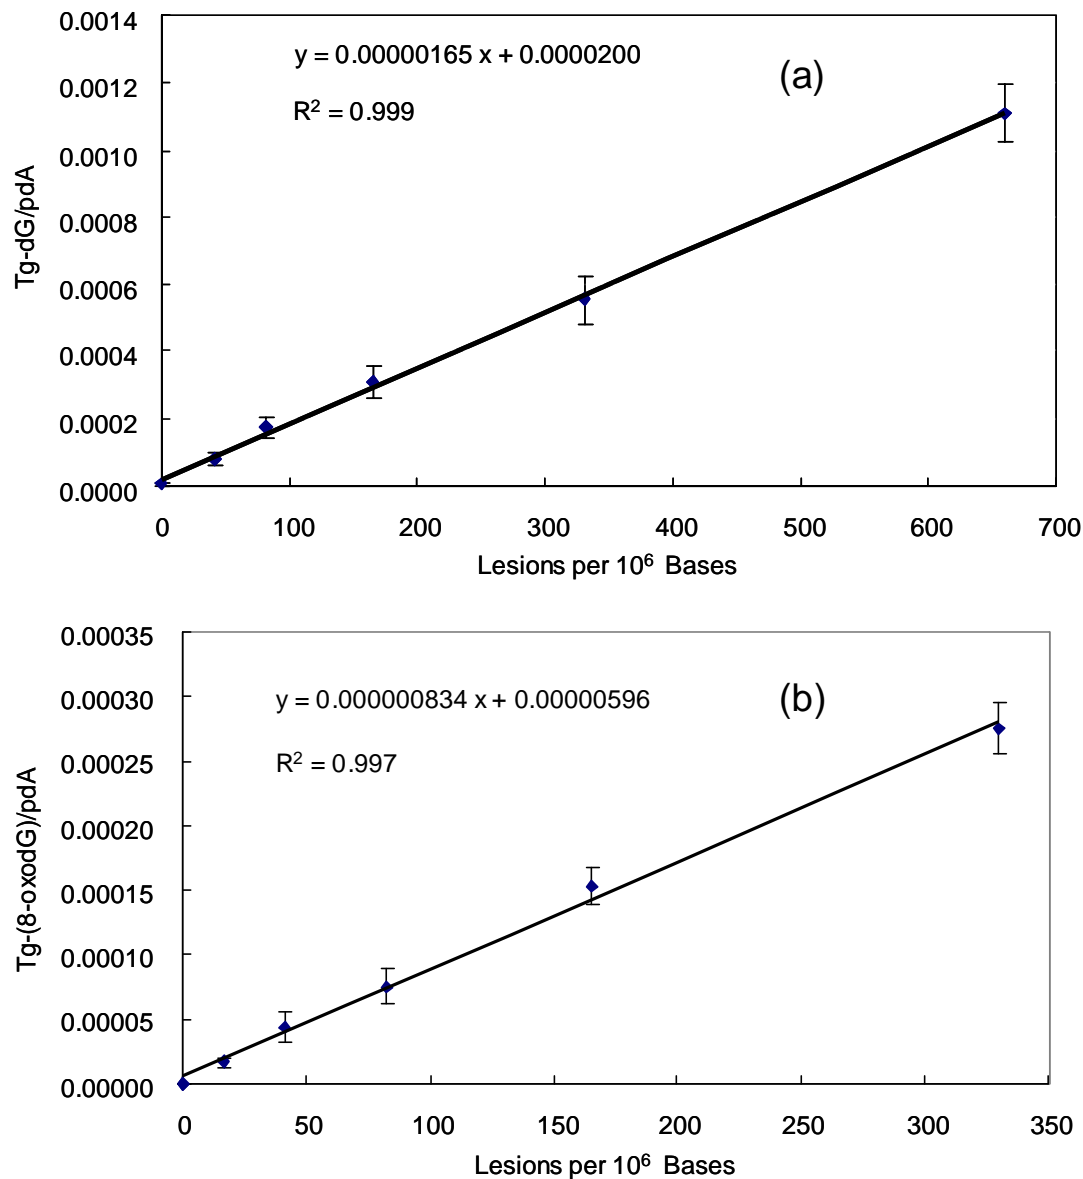 0.0014
y = 0.00000165 x + 0.0000200
(a)
0.0012
R² = 0.999
0.0010
Tg-dG/pdA
0.0008
0.0006
0.0004
0.0002
0.0000
0 100 200 300 400 500 600 700
Lesions per 10⁶ Bases
0.00035
0.00030
y = 0.000000834 x + 0.00000596
(b)
R² = 0.997
0.00025
Tg-(8-oxodG)/pdA
0.00020
0.00015
0.00010
0.00005
0.00000
0 50 100 150 200 250 300 350
Lesions per 10⁶ Bases